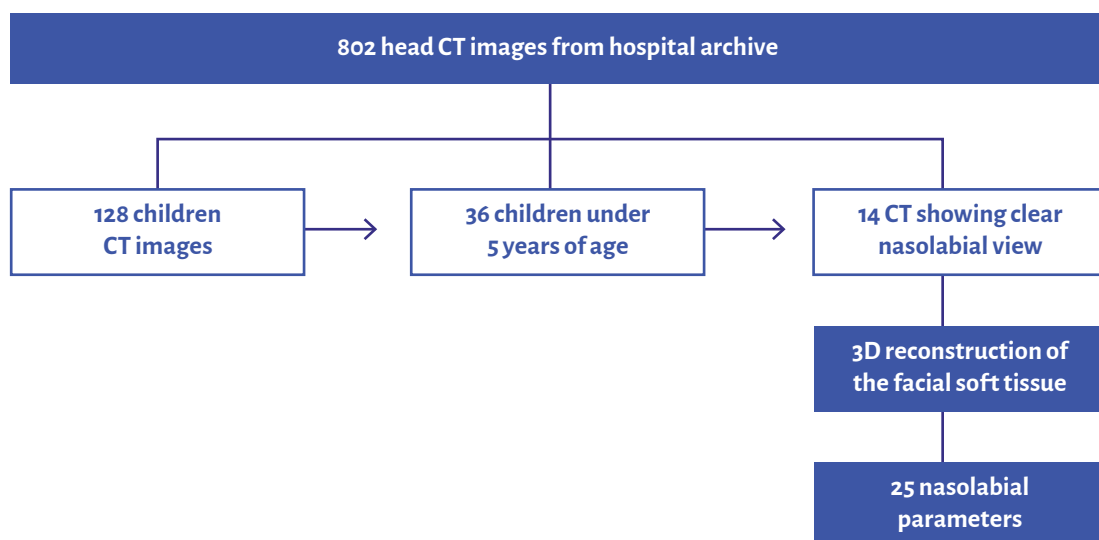 802 head CT images from hospital archive
128 children
CT images
36 children under
5 years of age
14 CT showing clear
nasolabial view
3D reconstruction of
the facial soft tissue
25 nasolabial
parameters